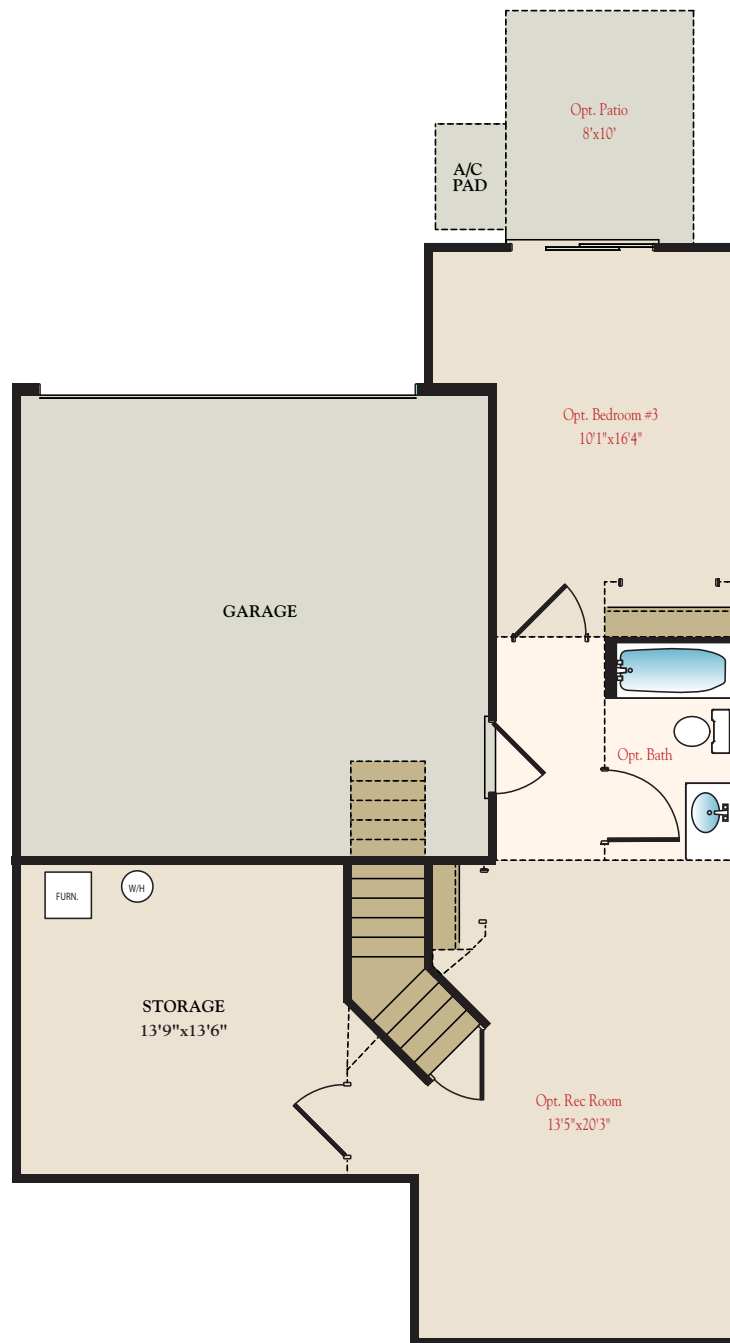 Opt. Patio
8'x10'
A/C
PAD
Opt. Bedroom #3
10'1"x16'4"
GARAGE
Opt. Bath
FURN.
W/H
STORAGE
13'9"x13'6"
Opt. Rec Room
13'5"x20'3"